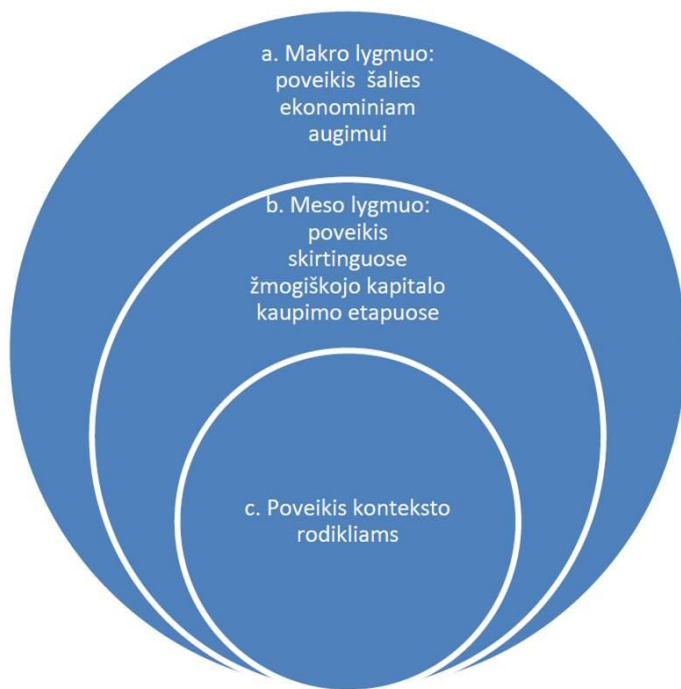 a. Makro lygmuo:
poveikis šalies
ekonominiam
augimui
b. Meso lygmuo:
poveikis
skirtinguose
žmogiškojo kapitalo
kaupimo etapuose
c. Poveikis konteksto
rodikliams